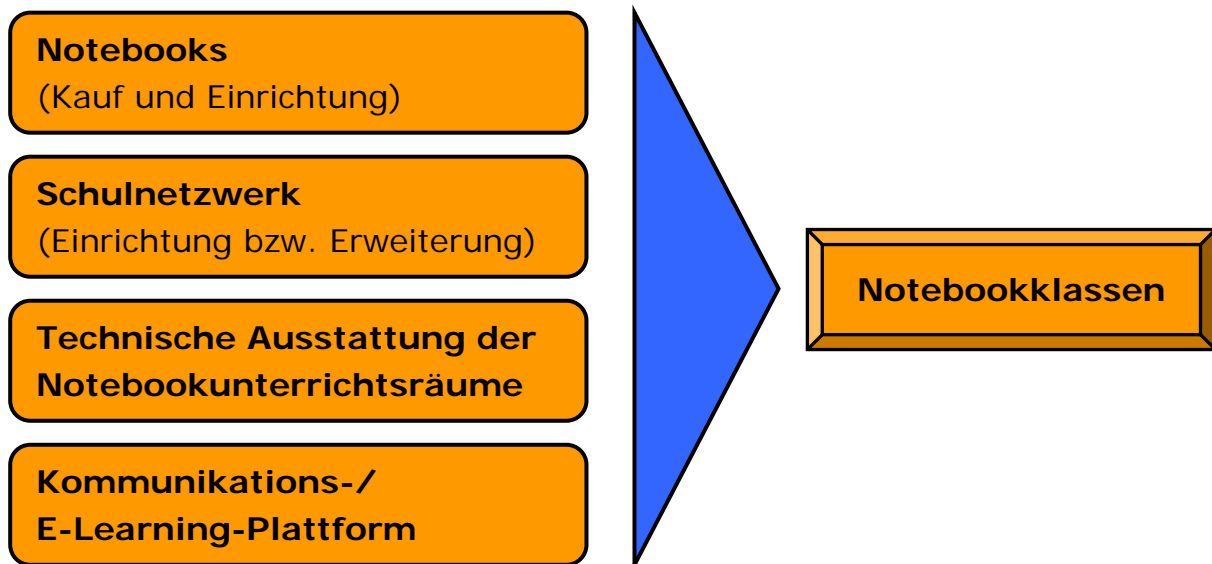 Notebooks
(Kauf und Einrichtung)
Schulnetzwerk
(Einrichtung bzw. Erweiterung)
Technische Ausstattung der
Notebookunterrichtsräume
Kommunikations-/
E-Learning-Plattform
Notebookklassen